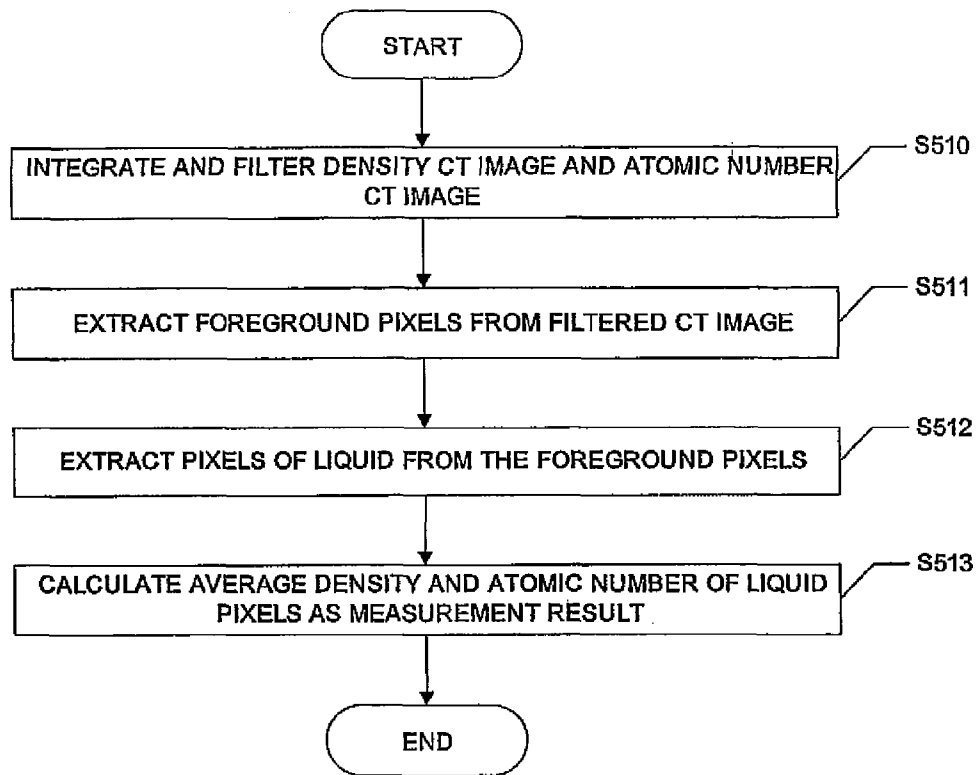 START
INTEGRATE AND FILTER DENSITY CT IMAGE AND ATOMIC NUMBER
CT IMAGE
S510
EXTRACT FOREGROUND PIXELS FROM FILTERED CT IMAGE
S511
EXTRACT PIXELS OF LIQUID FROM THE FOREGROUND PIXELS
S512
CALCULATE AVERAGE DENSITY AND ATOMIC NUMBER OF LIQUID
PIXELS AS MEASUREMENT RESULT
S513
END